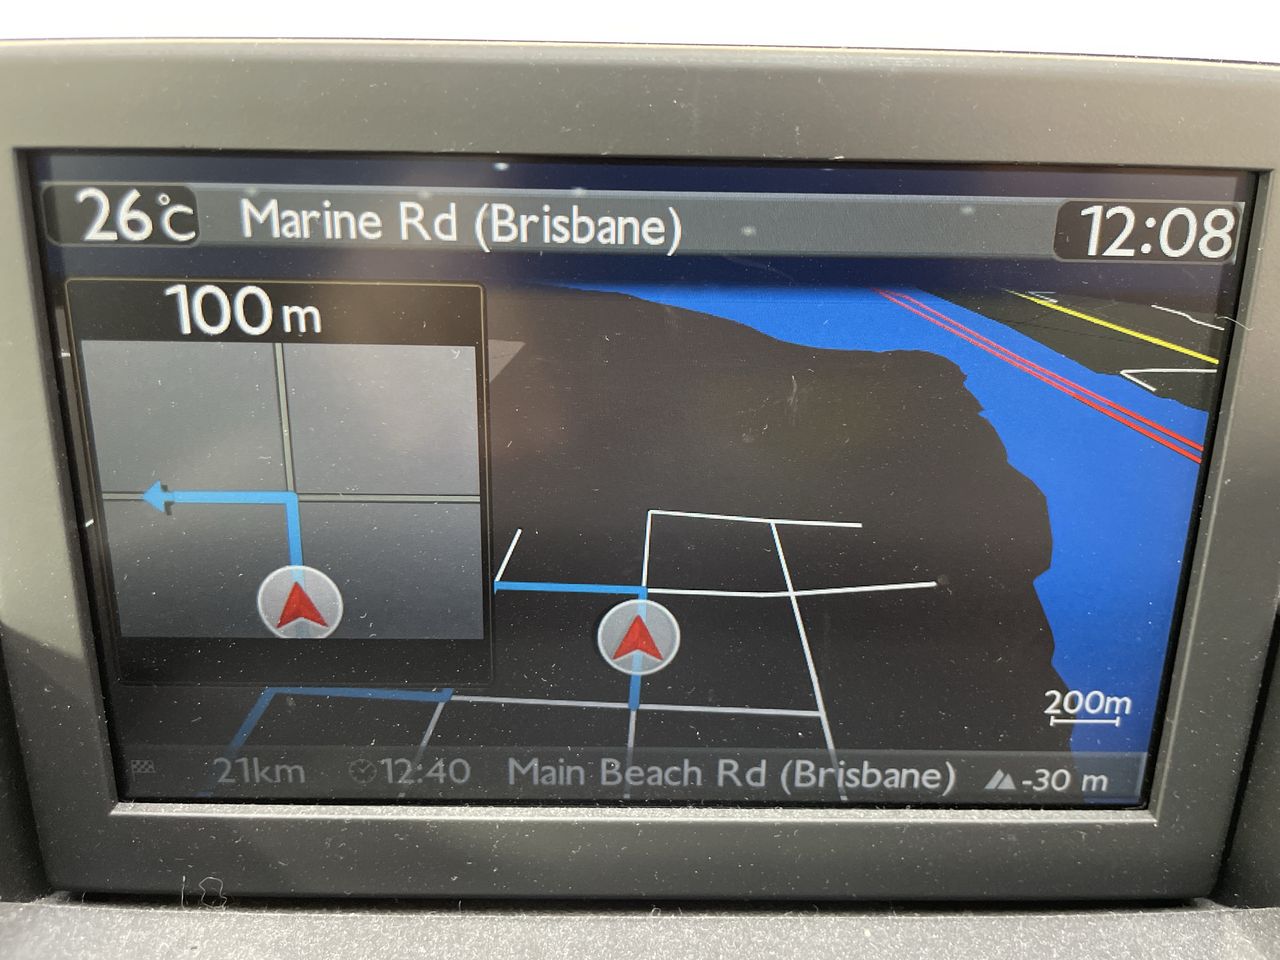 26°C Marine Rd (Brisbane) 12:08
100 m
200m
21km 12:40 Main Beach Rd (Brisbane) -30 m